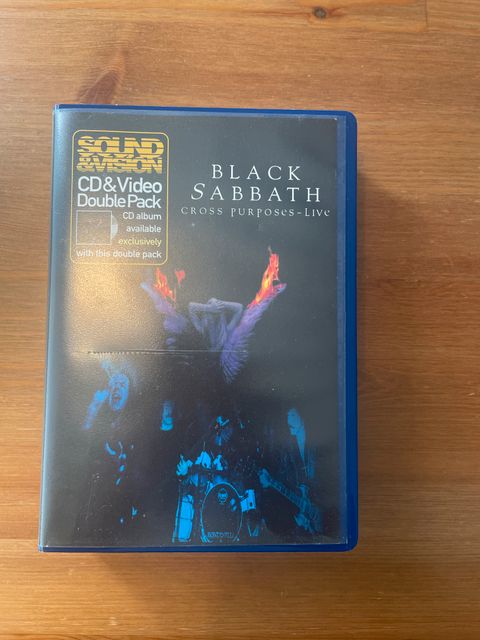 SOUND
&VISION
CD&Video
Double Pack
CD album
available
exclusively
with this double pack
BLACK
SABBATH
CROSS PURPOSES-LIVE